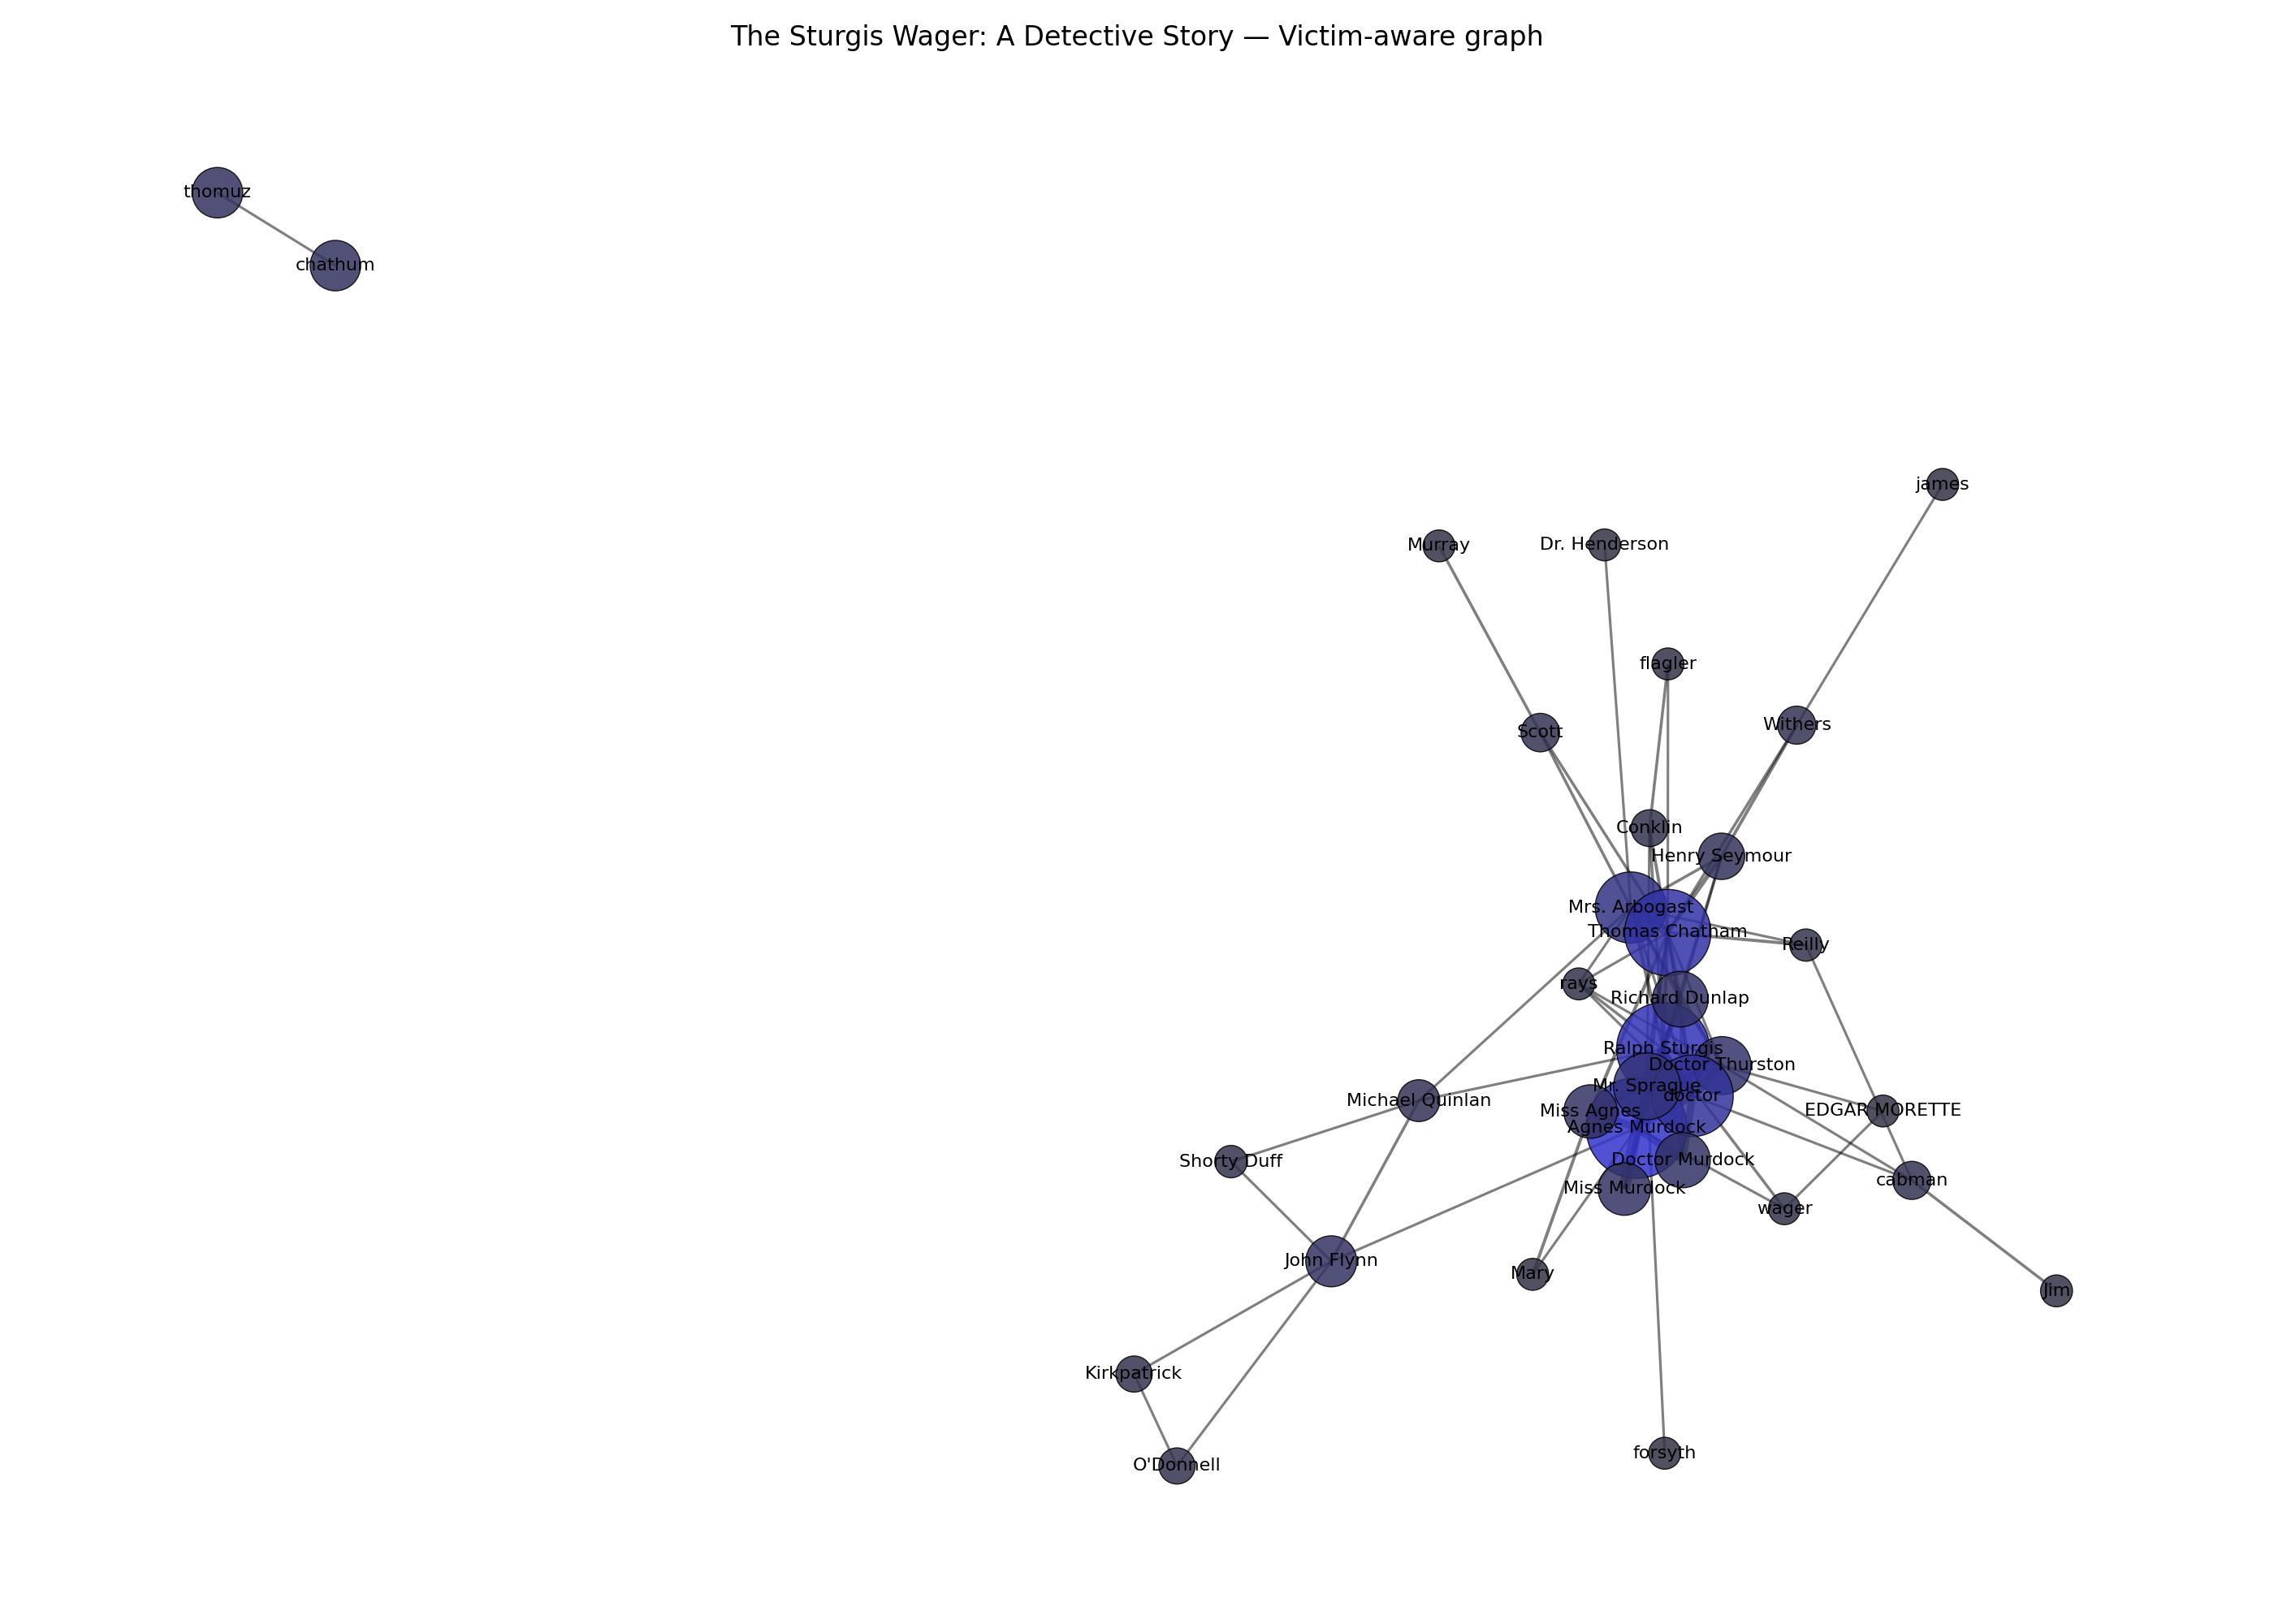 The Sturgis Wager: A Detective Story — Victim-aware graph
thomuz
chathum
james
Murray
Dr. Henderson
flagler
Scott
Withers
Conklin
Henry Seymour
Mrs. Arbogast
Thomas Chatham
Reilly
rays
Richard Dunlap
Ralph Sturgis
Doctor Thurston
Mr. Sprague
doctor
Michael Quinlan
Miss Agnes
EDGAR MORETTE
Agnes Murdock
Shorty Duff
Doctor Murdock
cabman
Miss Murdock
wager
John Flynn
Mary
Jim
Kirkpatrick
forsyth
O'Donnell